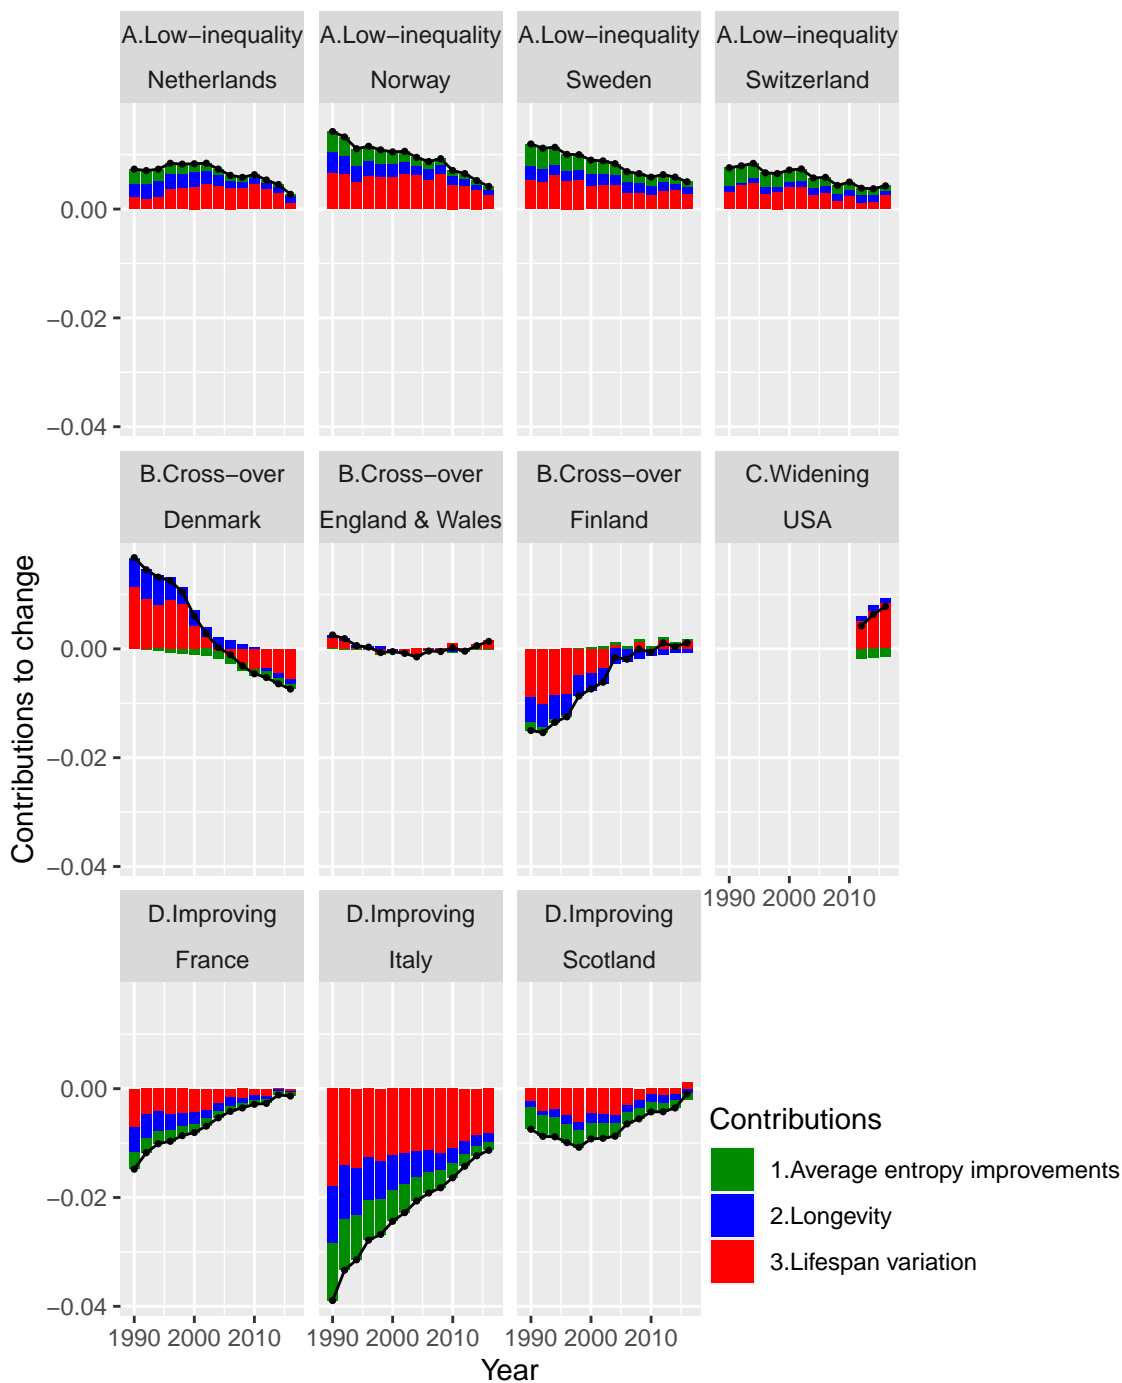 A.Low−inequality A.Low−inequality A.Low−inequality A.Low−inequality
Netherlands Norway Sweden Switzerland
0.00
−0.02
−0.04
B.Cross−over B.Cross−over B.Cross−over C.Widening
Denmark England & Wales Finland USA
0.00
−0.02
−0.04
Contributions to change
1990 2000 2010
D.Improving D.Improving D.Improving
France Italy Scotland
0.00
−0.02
−0.04
1990 2000 2010 1990 2000 2010 1990 2000 2010
Year
Contributions
1.Average entropy improvements
2.Longevity
3.Lifespan variation